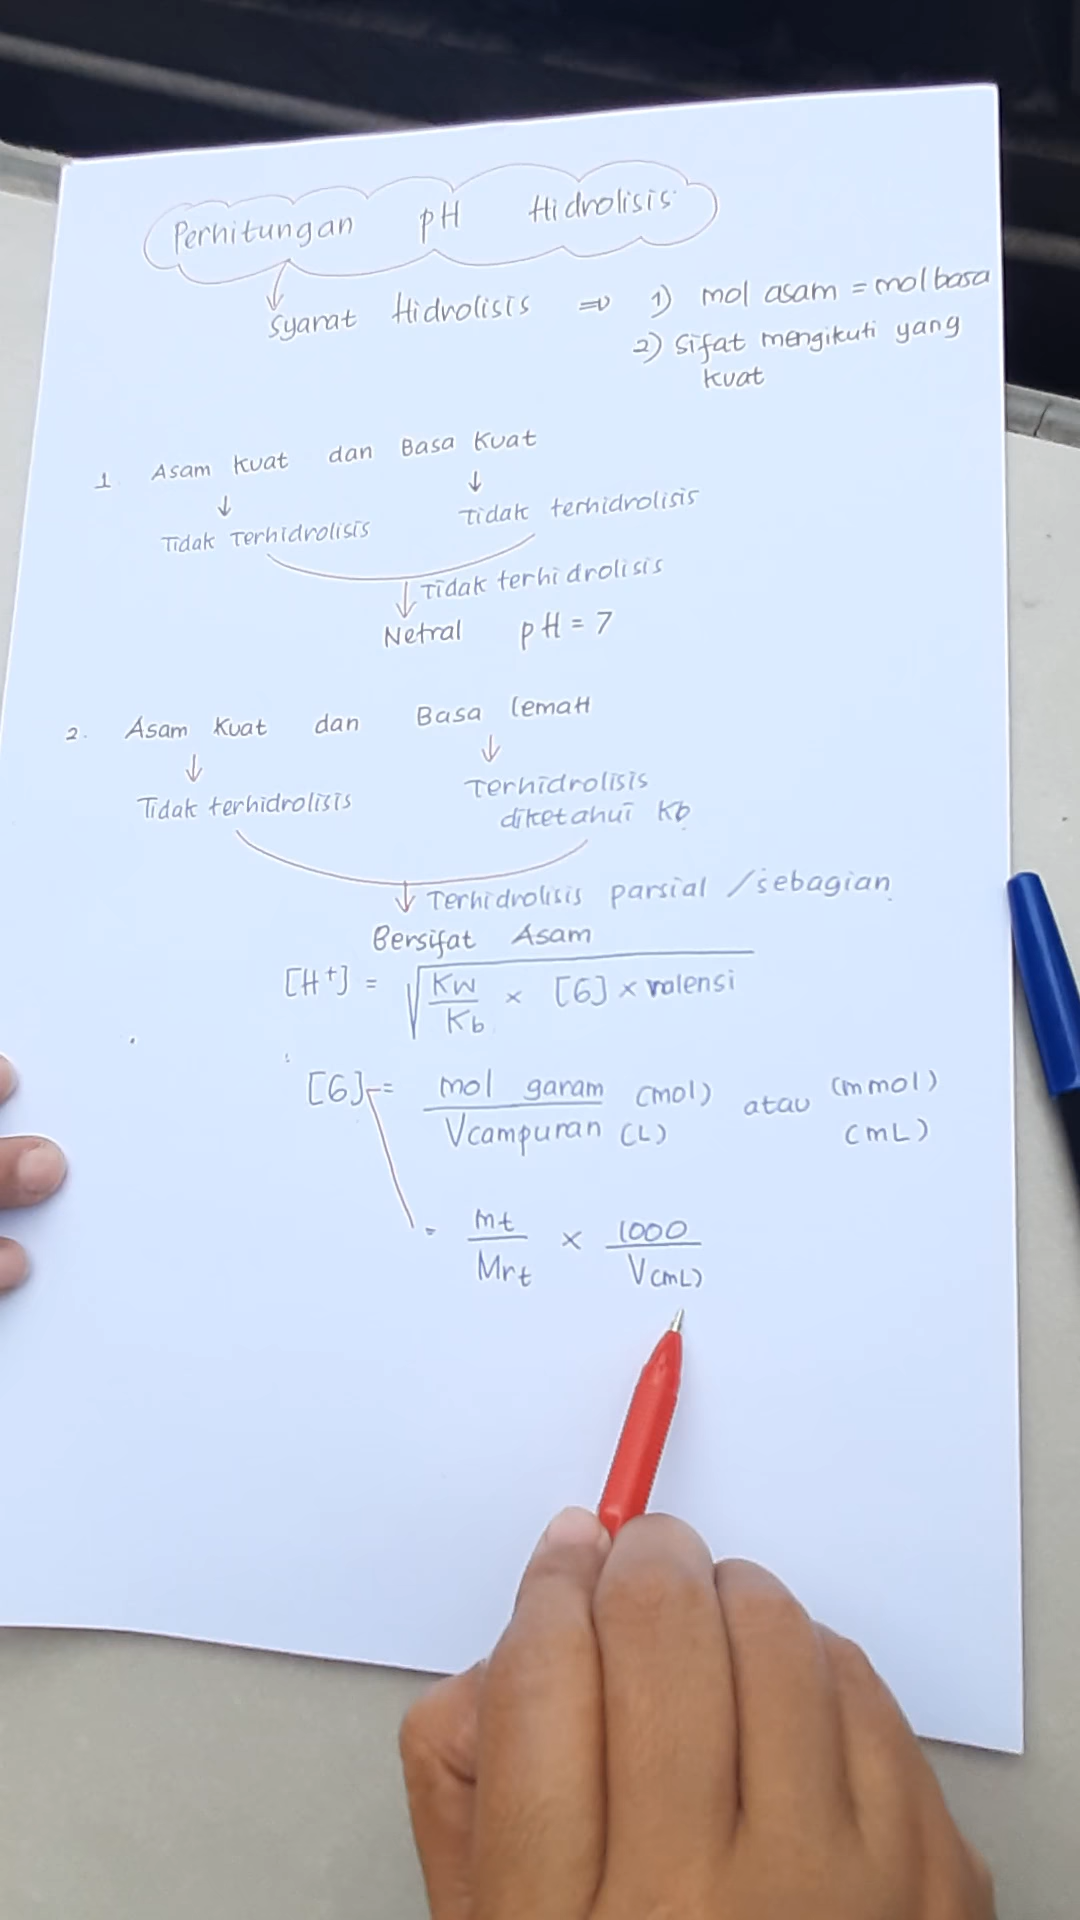 Perhitungan pH Hidrolisis
Syarat Hidrolisis ⇒ 1) mol asam = mol basa
2) Sifat mengikuti yang
kuat
1 Asam kuat dan Basa Kuat
↓ ↓
Tidak Terhidrolisis Tidak terhidrolisis
↓ Tidak terhidrolisis
Netral pH = 7
2. Asam Kuat dan Basa lemaH
↓ ↓
Tidak terhidrolisis Terhidrolisis
diketahui Kb
↓ Terhidrolisis parsial / sebagian
Bersifat Asam
[H+] = √ Kw/Kb × [G] × valensi
[G] = mol garam (mol) atau (mmol)
Vcampuran (L) (mL)
= mt/Mrt × 1000/V(mL)